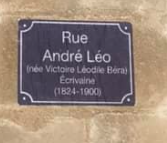 Rue
André Léo
(née Victoire Léodile Béra)
Écrivaine
(1824-1900)